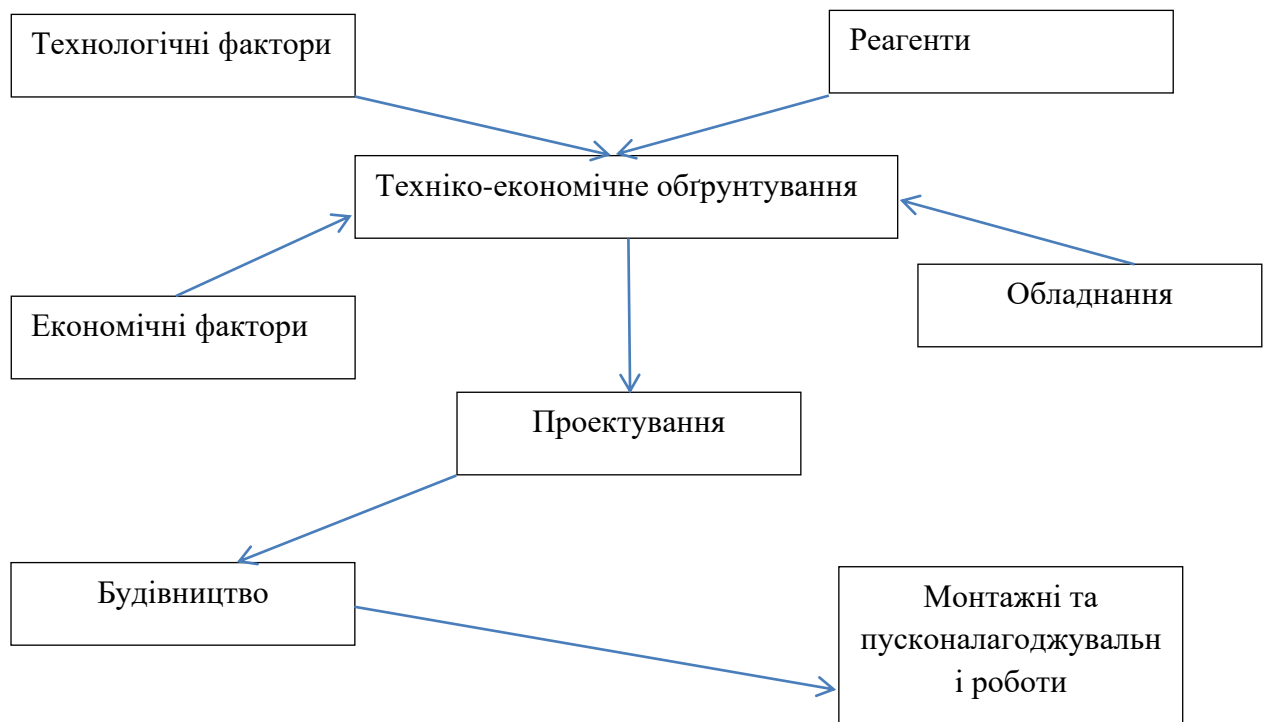 Технологічні фактори
Реагенти
Техніко-економічне обґрунтування
Економічні фактори
Обладнання
Проектування
Будівництво
Монтажні та
пусконалагоджувальн
і роботи